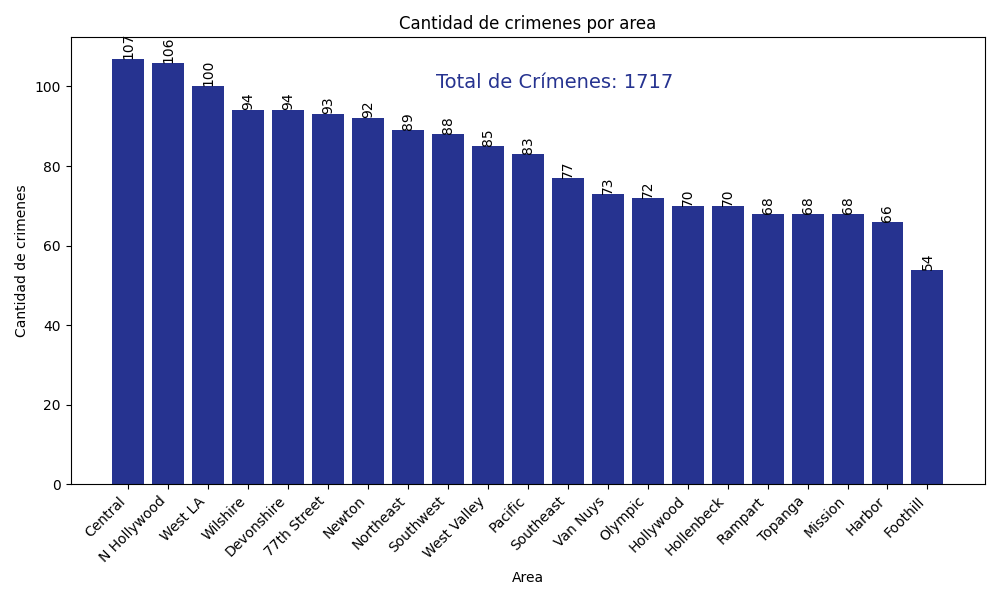 Cantidad de crimenes por area
Total de Crímenes: 1717
Cantidad de crimenes
100
80
60
40
20
0
107
106
100
94
94
93
92
89
88
85
83
77
73
72
70
70
68
68
68
66
54
Central
N Hollywood
West LA
Wilshire
Devonshire
77th Street
Newton
Northeast
Southwest
West Valley
Pacific
Southeast
Van Nuys
Olympic
Hollywood
Hollenbeck
Rampart
Topanga
Mission
Harbor
Foothill
Area